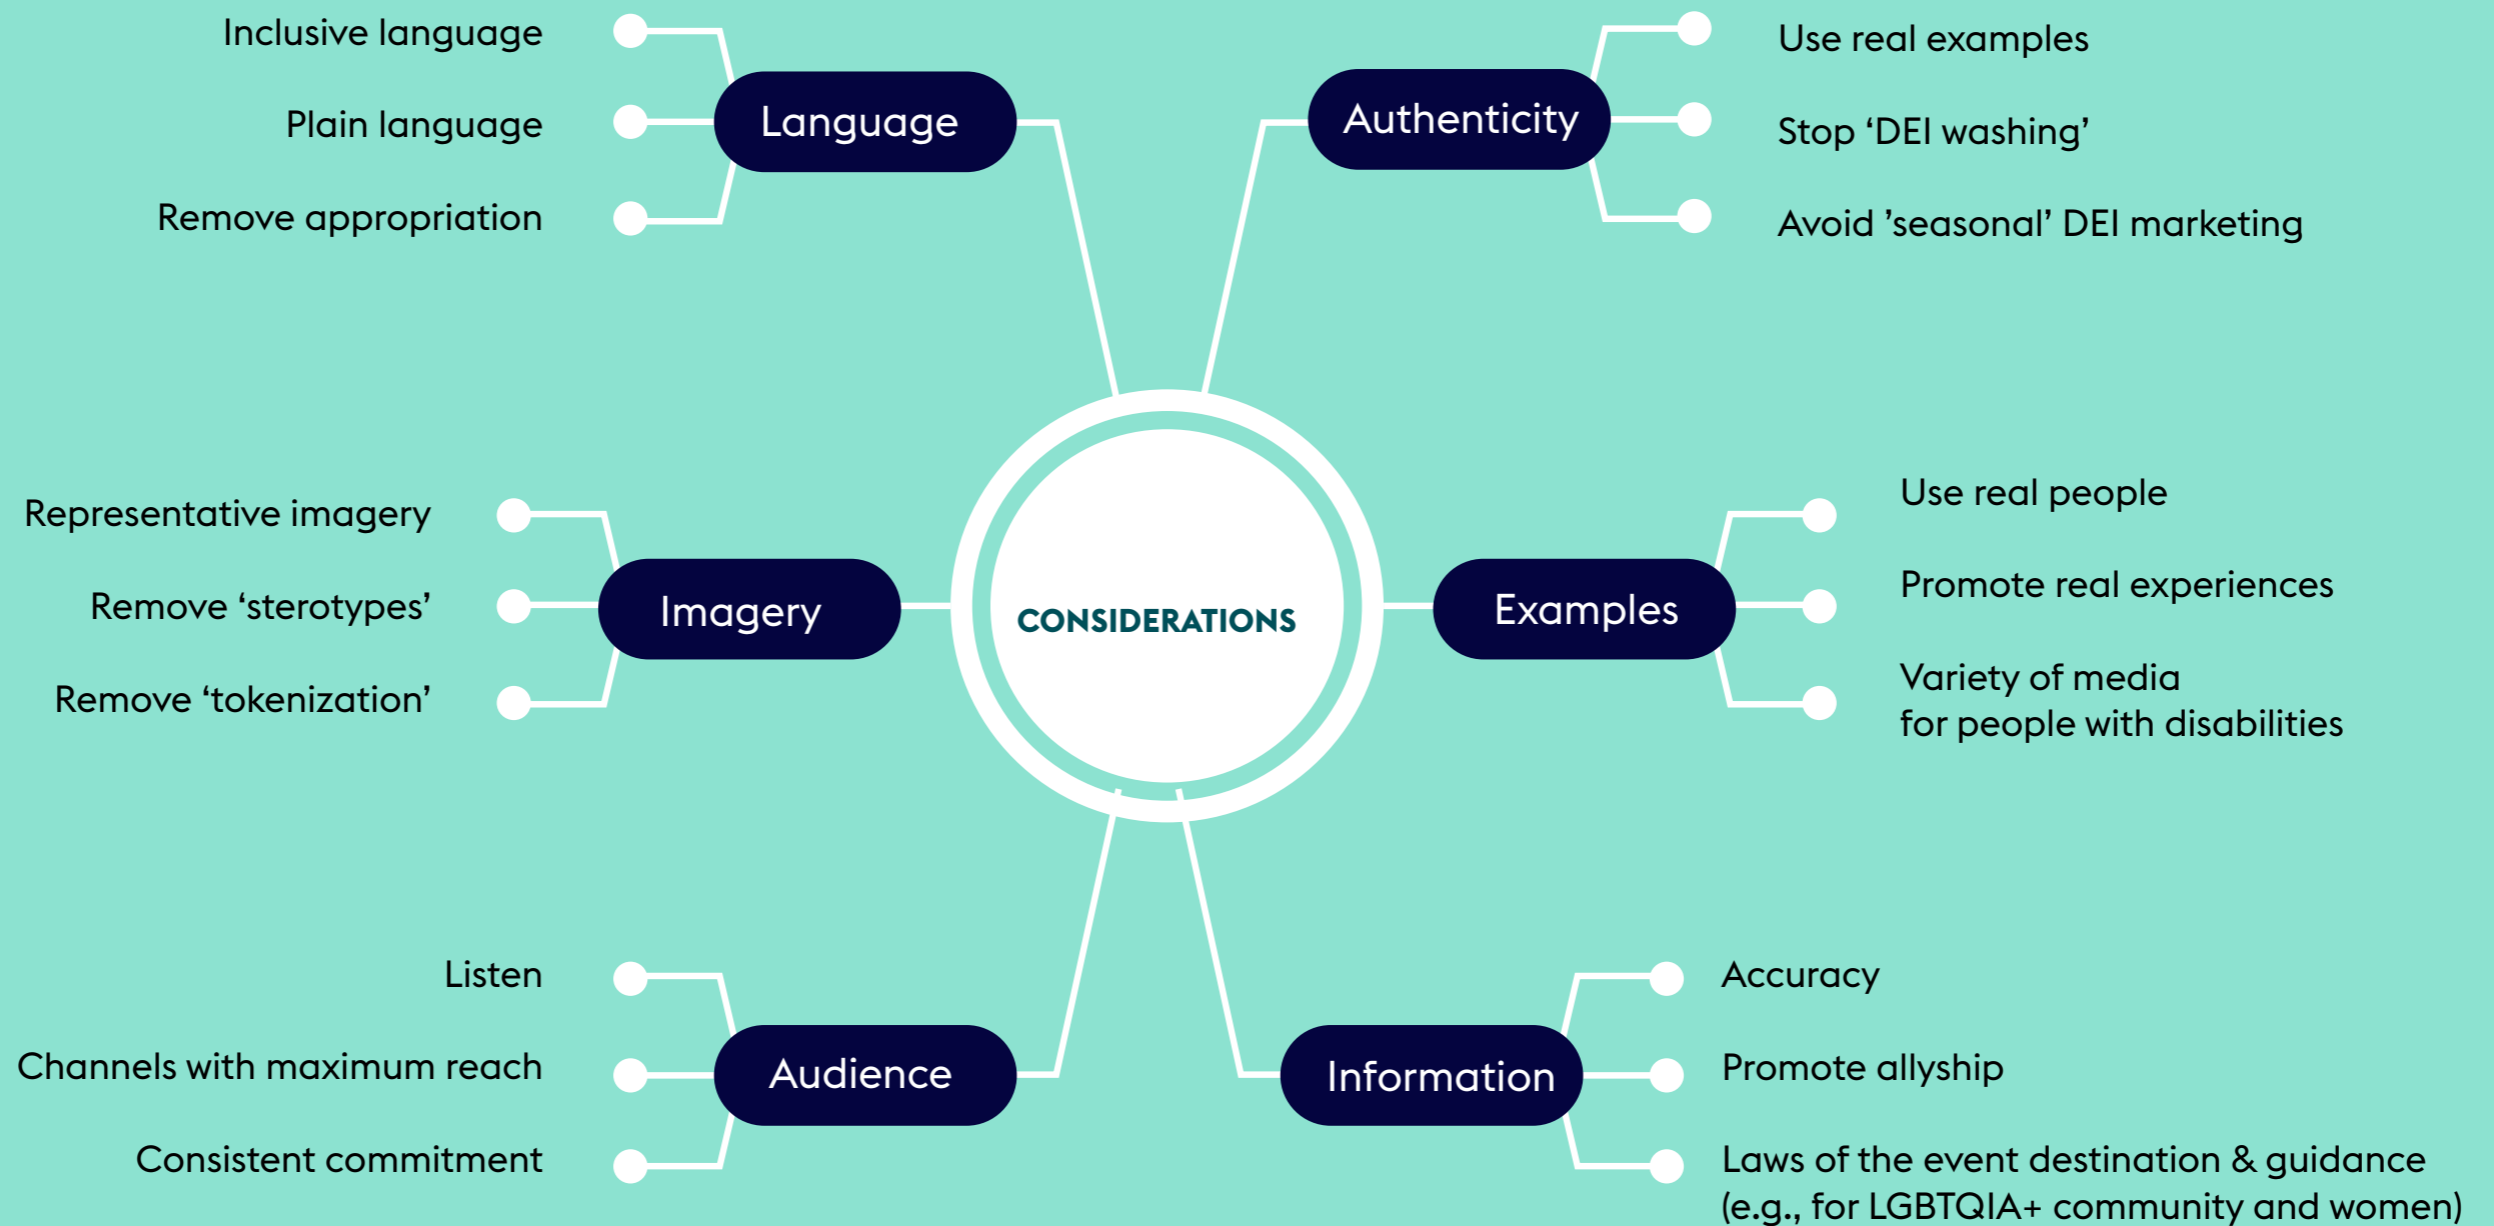 Inclusive language
Plain language
Remove appropriation
Language
Authenticity
Use real examples
Stop ‘DEI washing’
Avoid ’seasonal’ DEI marketing
Representative imagery
Remove ‘sterotypes’
Remove ‘tokenization’
Imagery
CONSIDERATIONS
Examples
Use real people
Promote real experiences
Variety of media
for people with disabilities
Listen
Channels with maximum reach
Consistent commitment
Audience
Information
Accuracy
Promote allyship
Laws of the event destination & guidance
(e.g., for LGBTQIA+ community and women)